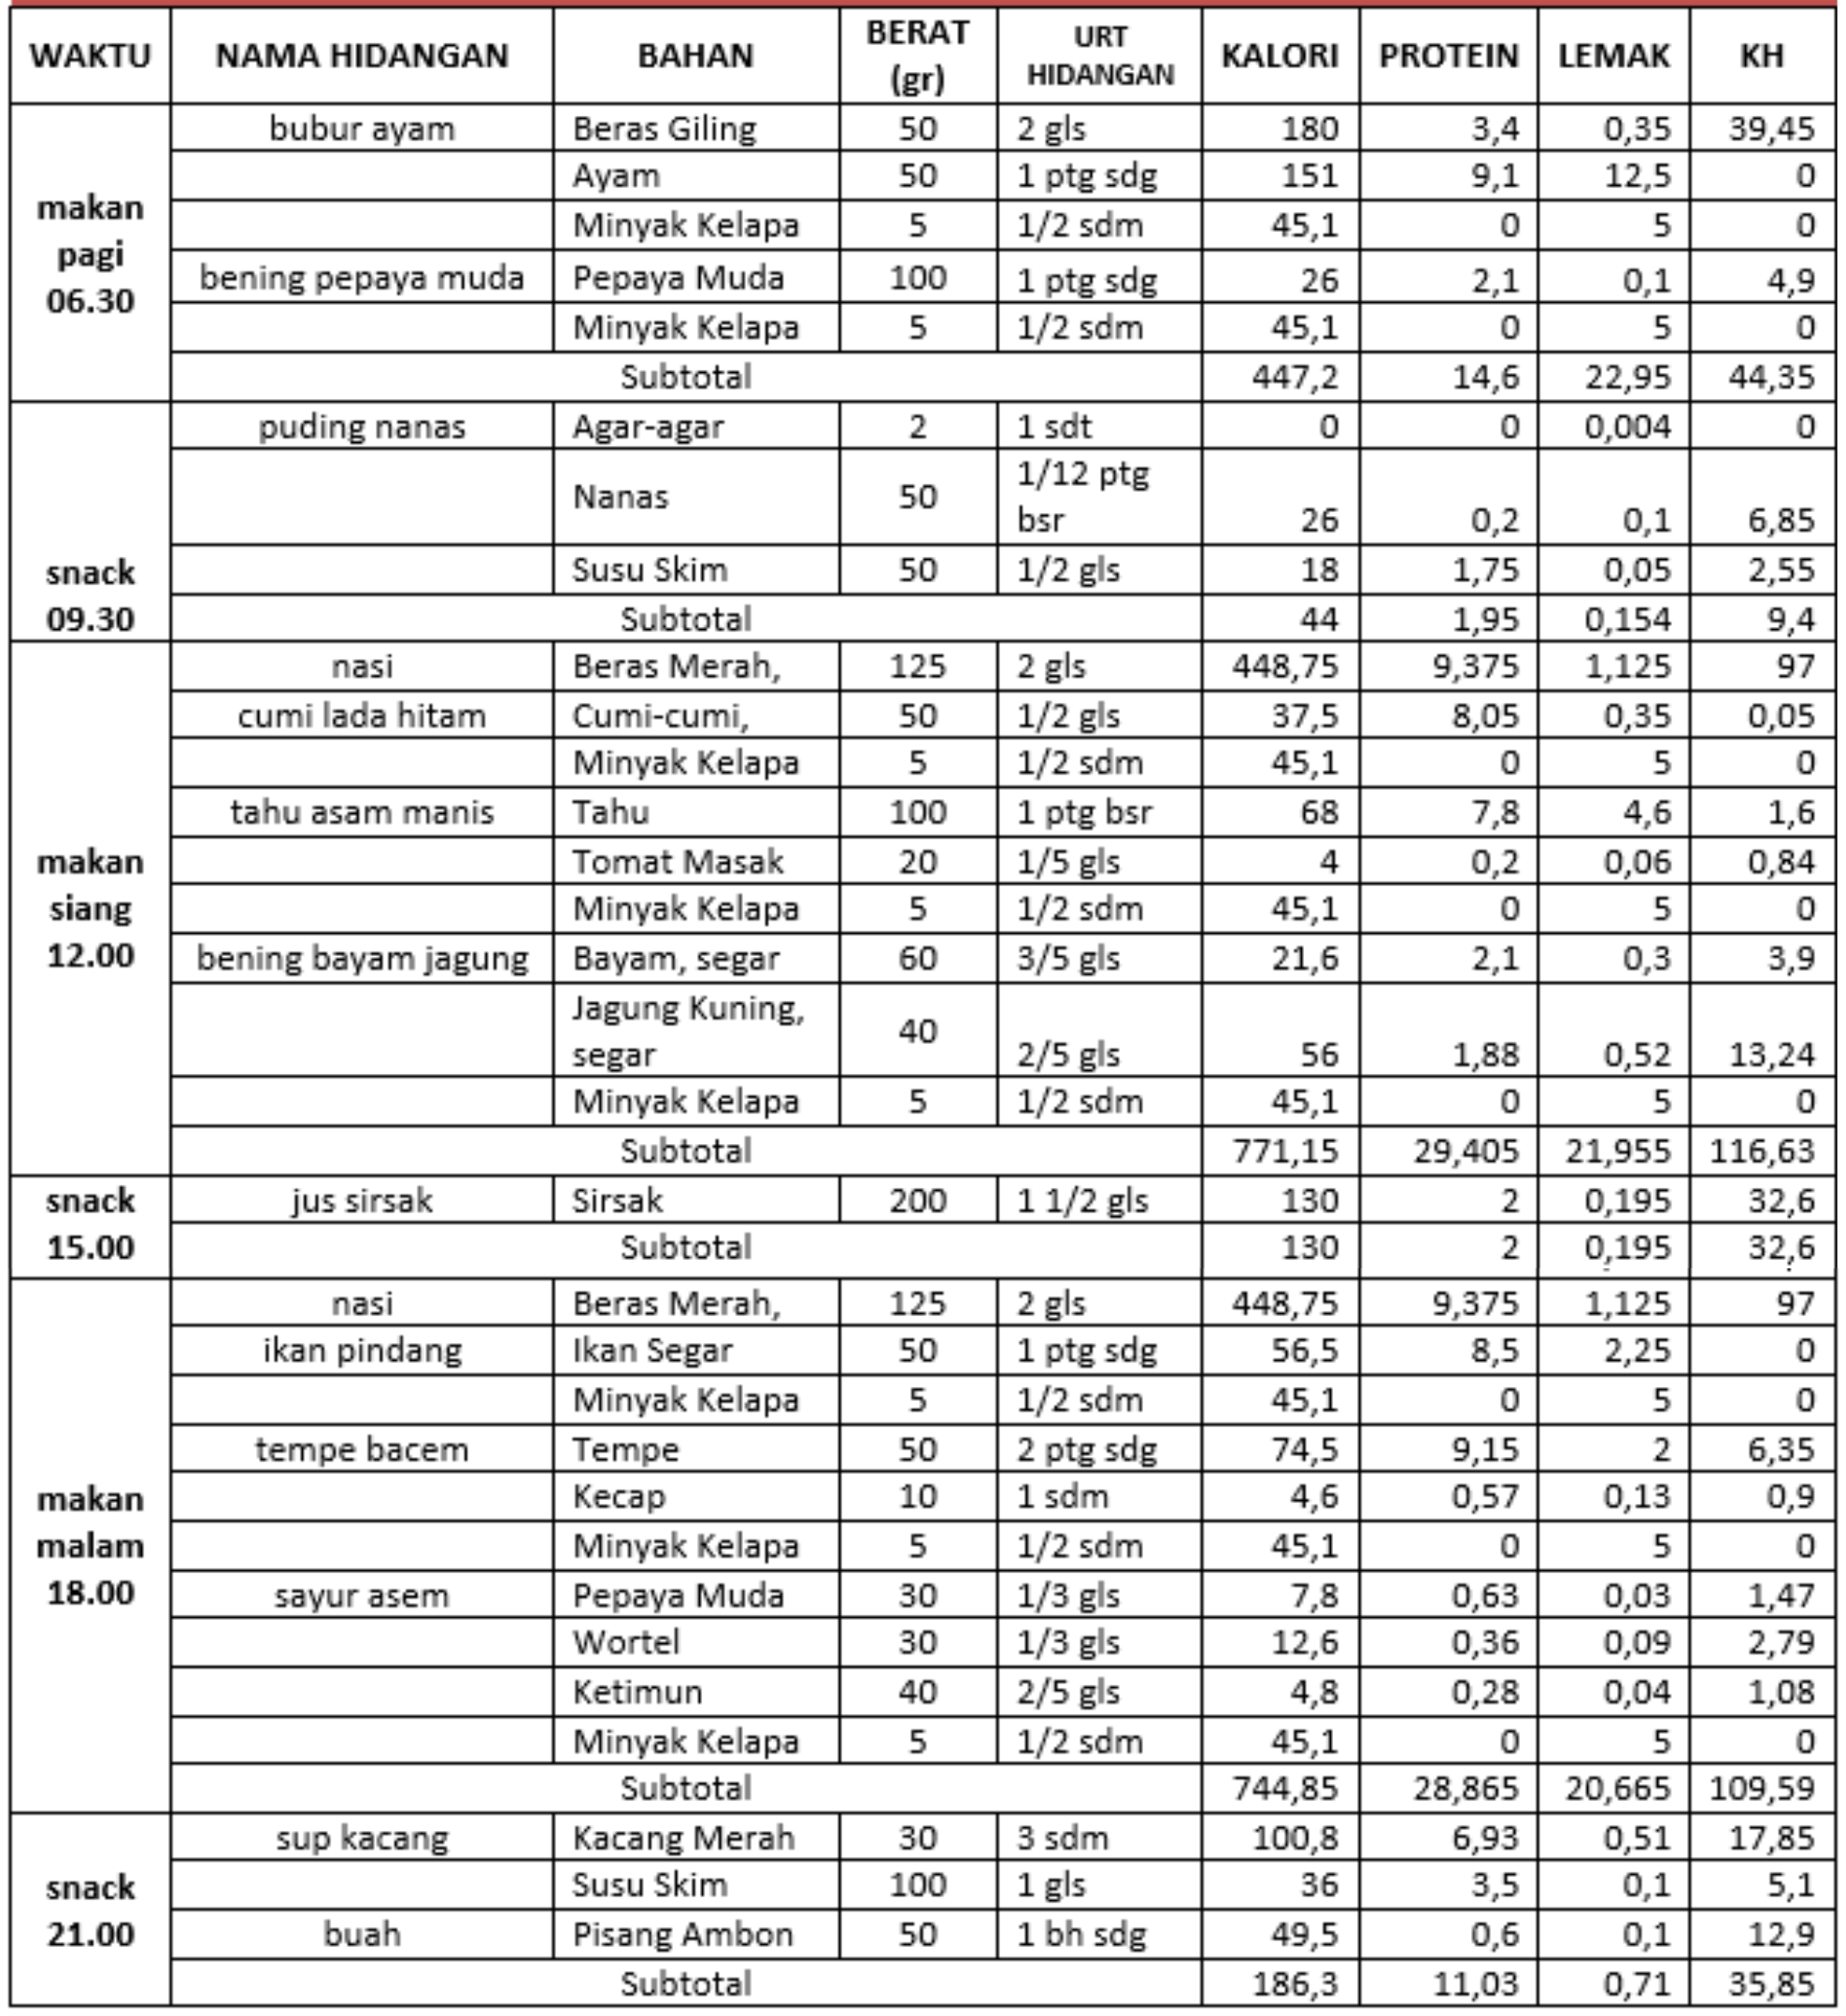 WAKTU NAMA HIDANGAN BAHAN BERAT (gr) URT HIDANGAN KALORI PROTEIN LEMAK KH
makan pagi 06.30
bubur ayam Beras Giling 50 2 gls 180 3,4 0,35 39,45
Ayam 50 1 ptg sdg 151 9,1 12,5 0
Minyak Kelapa 5 1/2 sdm 45,1 0 5 0
bening pepaya muda Pepaya Muda 100 1 ptg sdg 26 2,1 0,1 4,9
Minyak Kelapa 5 1/2 sdm 45,1 0 5 0
Subtotal 447,2 14,6 22,95 44,35
snack 09.30
puding nanas Agar-agar 2 1 sdt 0 0 0,004 0
Nanas 50 1/12 ptg bsr 26 0,2 0,1 6,85
Susu Skim 50 1/2 gls 18 1,75 0,05 2,55
Subtotal 44 1,95 0,154 9,4
makan siang 12.00
nasi Beras Merah, 125 2 gls 448,75 9,375 1,125 97
cumi lada hitam Cumi-cumi, 50 1/2 gls 37,5 8,05 0,35 0,05
Minyak Kelapa 5 1/2 sdm 45,1 0 5 0
tahu asam manis Tahu 100 1 ptg bsr 68 7,8 4,6 1,6
Tomat Masak 20 1/5 gls 4 0,2 0,06 0,84
Minyak Kelapa 5 1/2 sdm 45,1 0 5 0
bening bayam jagung Bayam, segar 60 3/5 gls 21,6 2,1 0,3 3,9
Jagung Kuning, segar 40 2/5 gls 56 1,88 0,52 13,24
Minyak Kelapa 5 1/2 sdm 45,1 0 5 0
Subtotal 771,15 29,405 21,955 116,63
snack 15.00
jus sirsak Sirsak 200 1 1/2 gls 130 2 0,195 32,6
Subtotal 130 2 0,195 32,6
makan malam 18.00
nasi Beras Merah, 125 2 gls 448,75 9,375 1,125 97
ikan pindang Ikan Segar 50 1 ptg sdg 56,5 8,5 2,25 0
Minyak Kelapa 5 1/2 sdm 45,1 0 5 0
tempe bacem Tempe 50 2 ptg sdg 74,5 9,15 2 6,35
Kecap 10 1 sdm 4,6 0,57 0,13 0,9
Minyak Kelapa 5 1/2 sdm 45,1 0 5 0
sayur asem Pepaya Muda 30 1/3 gls 7,8 0,63 0,03 1,47
Wortel 30 1/3 gls 12,6 0,36 0,09 2,79
Ketimun 40 2/5 gls 4,8 0,28 0,04 1,08
Minyak Kelapa 5 1/2 sdm 45,1 0 5 0
Subtotal 744,85 28,865 20,665 109,59
snack 21.00
sup kacang Kacang Merah 30 3 sdm 100,8 6,93 0,51 17,85
Susu Skim 100 1 gls 36 3,5 0,1 5,1
buah Pisang Ambon 50 1 bh sdg 49,5 0,6 0,1 12,9
Subtotal 186,3 11,03 0,71 35,85